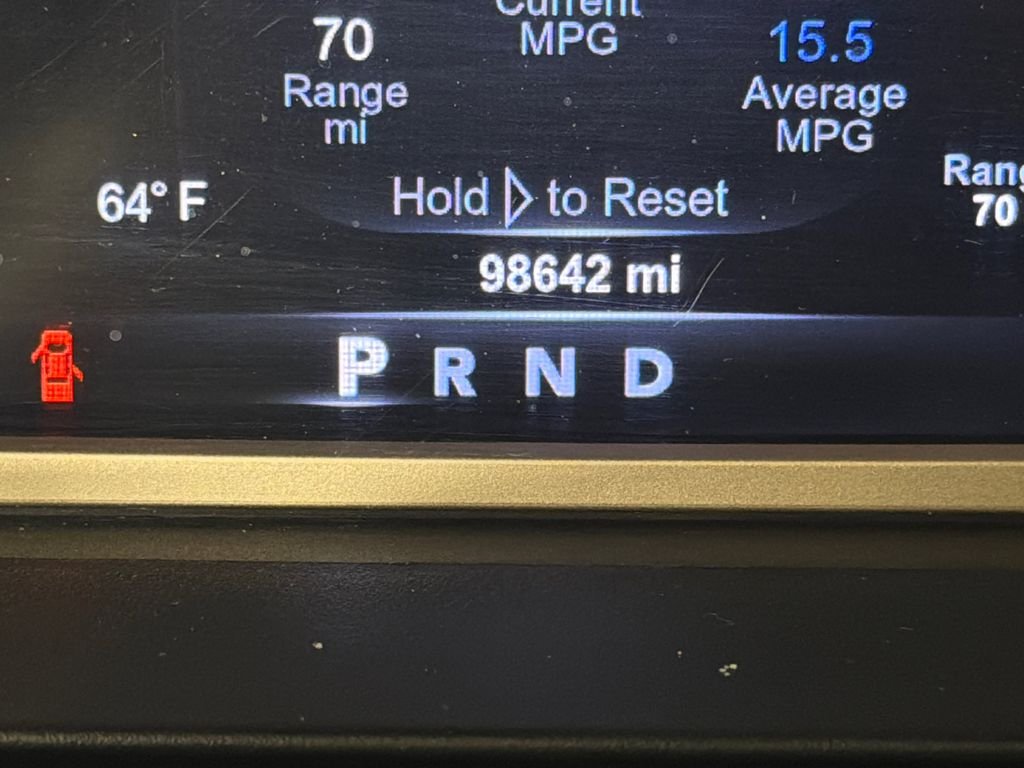 Current
MPG
70
Range
mi
15.5
Average
MPG
64° F
Hold ▷ to Reset
Rang
70
98642 mi
P R N D